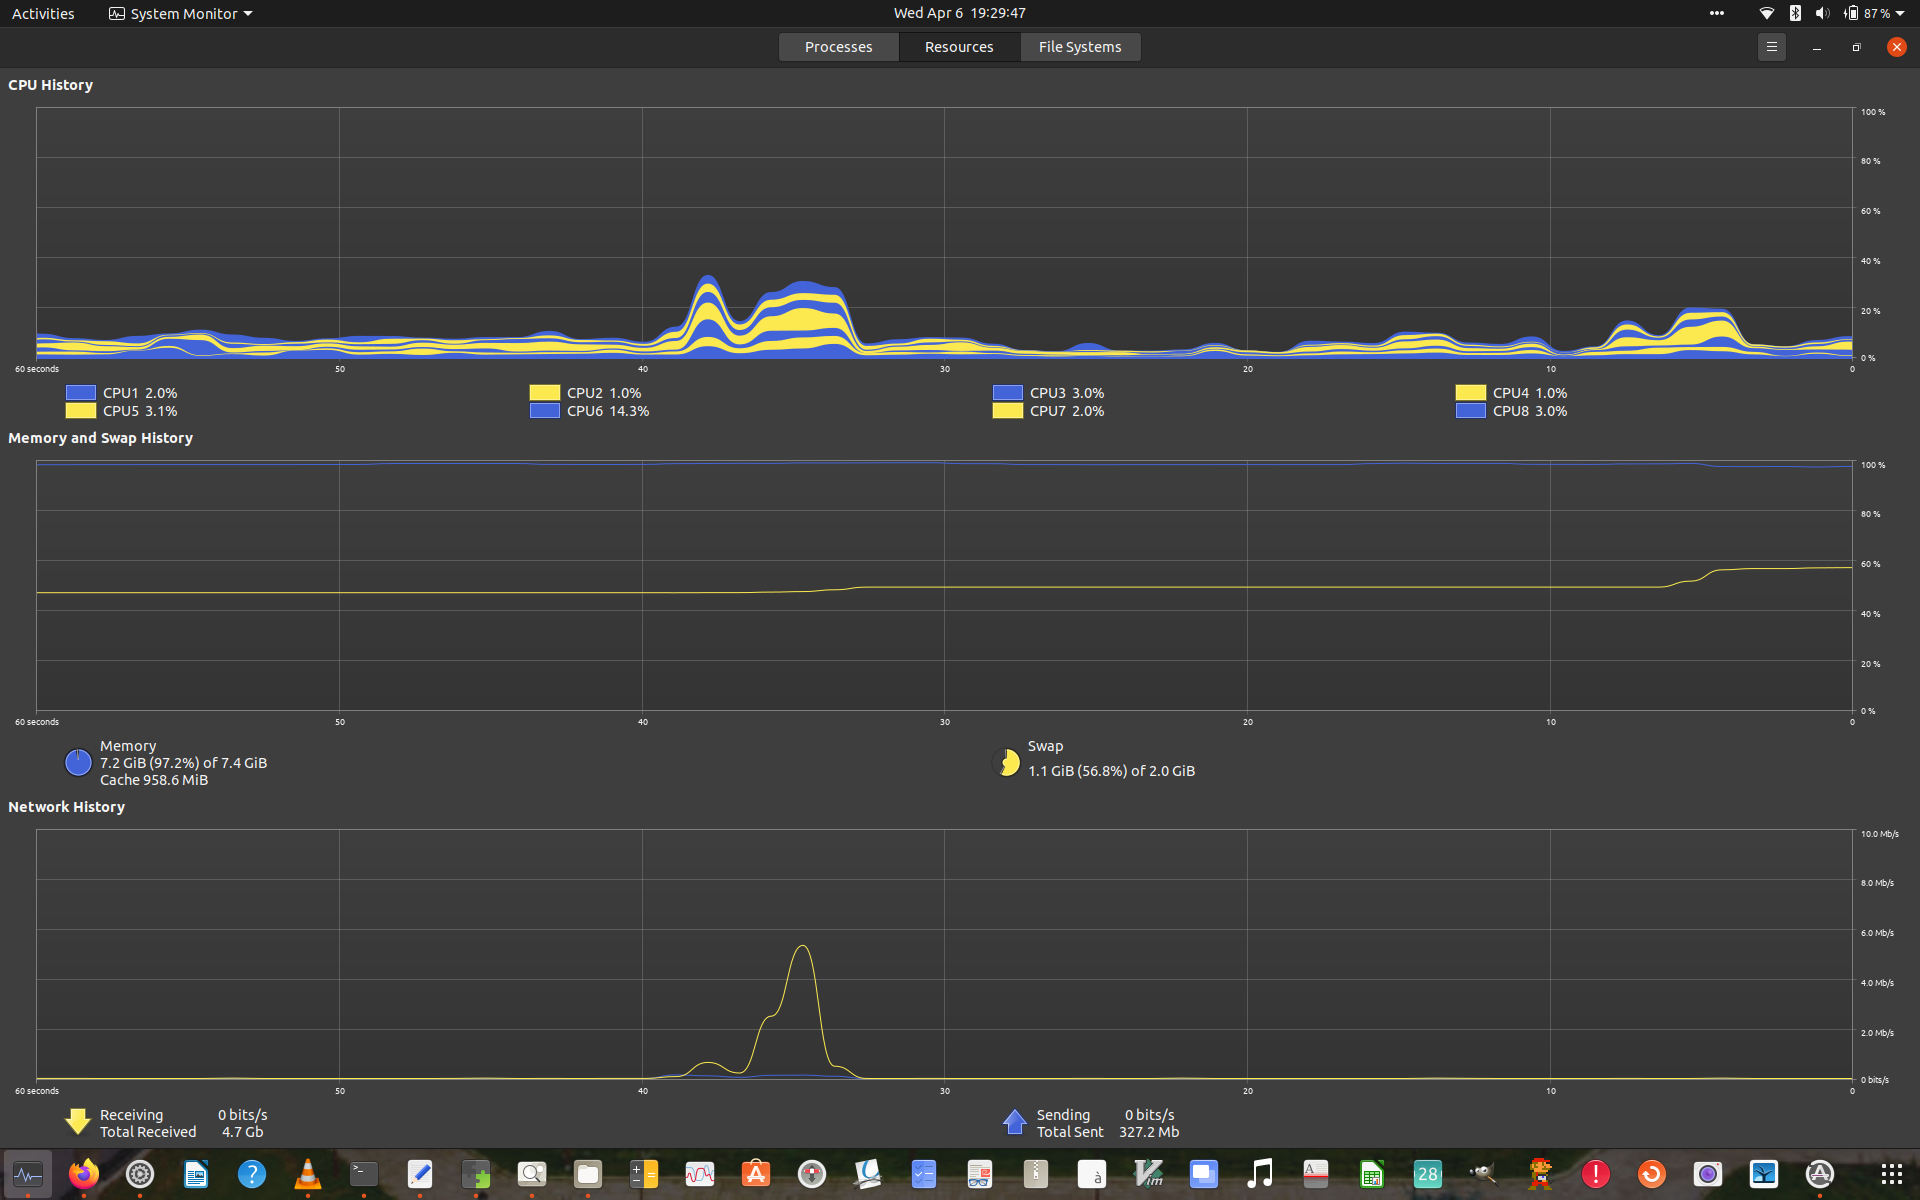 Activities System Monitor Wed Apr 6 19:29:47 87 %
Processes Resources File Systems
CPU History
100 %
80 %
60 %
40 %
20 %
0 %
60 seconds 50 40 30 20 10 0
CPU1 2.0% CPU2 1.0% CPU3 3.0% CPU4 1.0%
CPU5 3.1% CPU6 14.3% CPU7 2.0% CPU8 3.0%
Memory and Swap History
100 %
80 %
60 %
40 %
20 %
0 %
60 seconds 50 40 30 20 10 0
Memory Swap
7.2 GiB (97.2%) of 7.4 GiB 1.1 GiB (56.8%) of 2.0 GiB
Cache 958.6 MiB
Network History
10.0 Mb/s
8.0 Mb/s
6.0 Mb/s
4.0 Mb/s
2.0 Mb/s
0 bits/s
60 seconds 50 40 30 20 10 0
Receiving 0 bits/s Sending 0 bits/s
Total Received 4.7 Gb Total Sent 327.2 Mb
? >_ A à Vim A 28 !